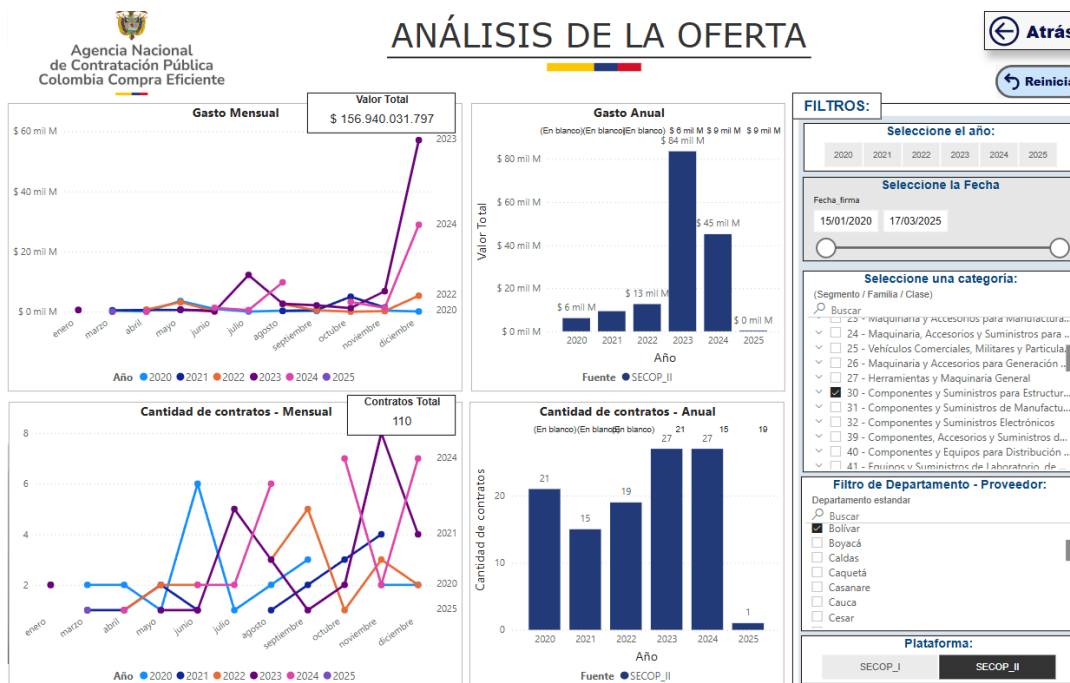 Agencia Nacional
de Contratación Pública
Colombia Compra Eficiente
ANÁLISIS DE LA OFERTA
Atrás
Reinicia
Gasto Mensual
Valor Total
$ 156.940.031.797
$ 60 mil M
$ 40 mil M
$ 20 mil M
$ 0 mil M
2023
2024
2022
2020
enero
marzo
abril
mayo
junio
julio
agosto
septiembre
octubre
noviembre
diciembre
Año 2020 2021 2022 2023 2024 2025
Gasto Anual
(En blanco) (En blanco) (En blanco) $ 6 mil M $ 9 mil M $ 9 mil M
$ 84 mil M
$ 80 mil M
$ 60 mil M
$ 40 mil M
$ 20 mil M
$ 0 mil M
Valor Total
$ 6 mil M
$ 13 mil M
$ 45 mil M
$ 0 mil M
2020 2021 2022 2023 2024 2025
Año
Fuente SECOP_II
Cantidad de contratos - Mensual
Contratos Total
110
8
6
4
2
2024
2021
2020
2025
enero
marzo
abril
mayo
junio
julio
agosto
septiembre
octubre
noviembre
diciembre
Año 2020 2021 2022 2023 2024 2025
Cantidad de contratos - Anual
(En blanco) (En blanco) (En blanco) 21 15 19
20
10
0
Cantidad de contratos
21
15
19
27
27
1
2020 2021 2022 2023 2024 2025
Año
Fuente SECOP_II
FILTROS:
Seleccione el año:
2020 2021 2022 2023 2024 2025
Seleccione la Fecha
Fecha_firma
15/01/2020 17/03/2025
Seleccione una categoría:
(Segmento / Familia / Clase)
Buscar
23 - Maquinaria y Accesorios para Manufactura...
24 - Maquinaria, Accesorios y Suministros para ...
25 - Vehículos Comerciales, Militares y Particula...
26 - Maquinaria y Accesorios para Generación ...
27 - Herramientas y Maquinaria General
30 - Componentes y Suministros para Estructur...
31 - Componentes y Suministros de Manufactu...
32 - Componentes y Suministros Electrónicos
39 - Componentes, Accesorios y Suministros d...
40 - Componentes y Equipos para Distribución ...
41 - Equipos y Suministros de Laboratorio, de ...
Filtro de Departamento - Proveedor:
Departamento estandar
Buscar
Bolívar
Boyacá
Caldas
Caquetá
Casanare
Cauca
Cesar
Plataforma:
SECOP_I SECOP_II